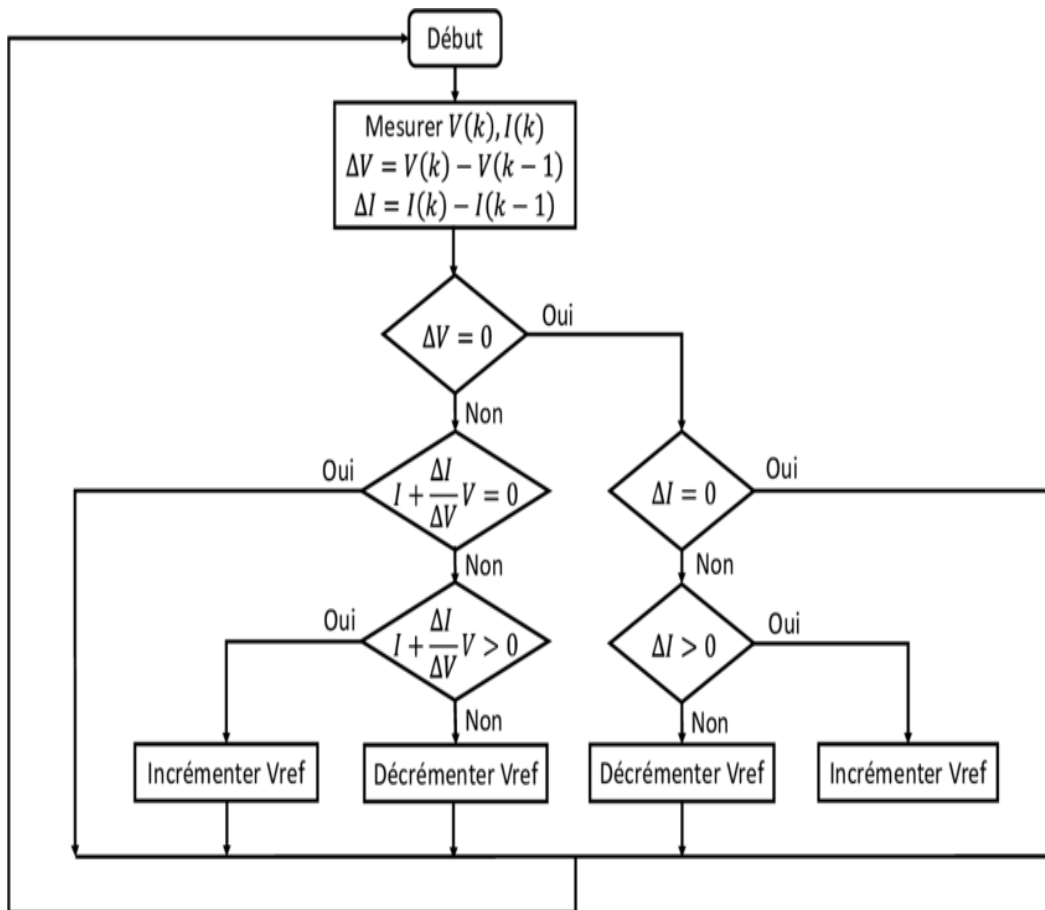 Début
Mesurer V(k), I(k)
ΔV = V(k) − V(k − 1)
ΔI = I(k) − I(k − 1)
Oui
ΔV = 0
Non
Oui
I + ΔI/ΔV V = 0
ΔI = 0
Oui
Non
Non
Oui
I + ΔI/ΔV V > 0
ΔI > 0
Oui
Non
Non
Incrémenter Vref
Décrémenter Vref
Décrémenter Vref
Incrémenter Vref